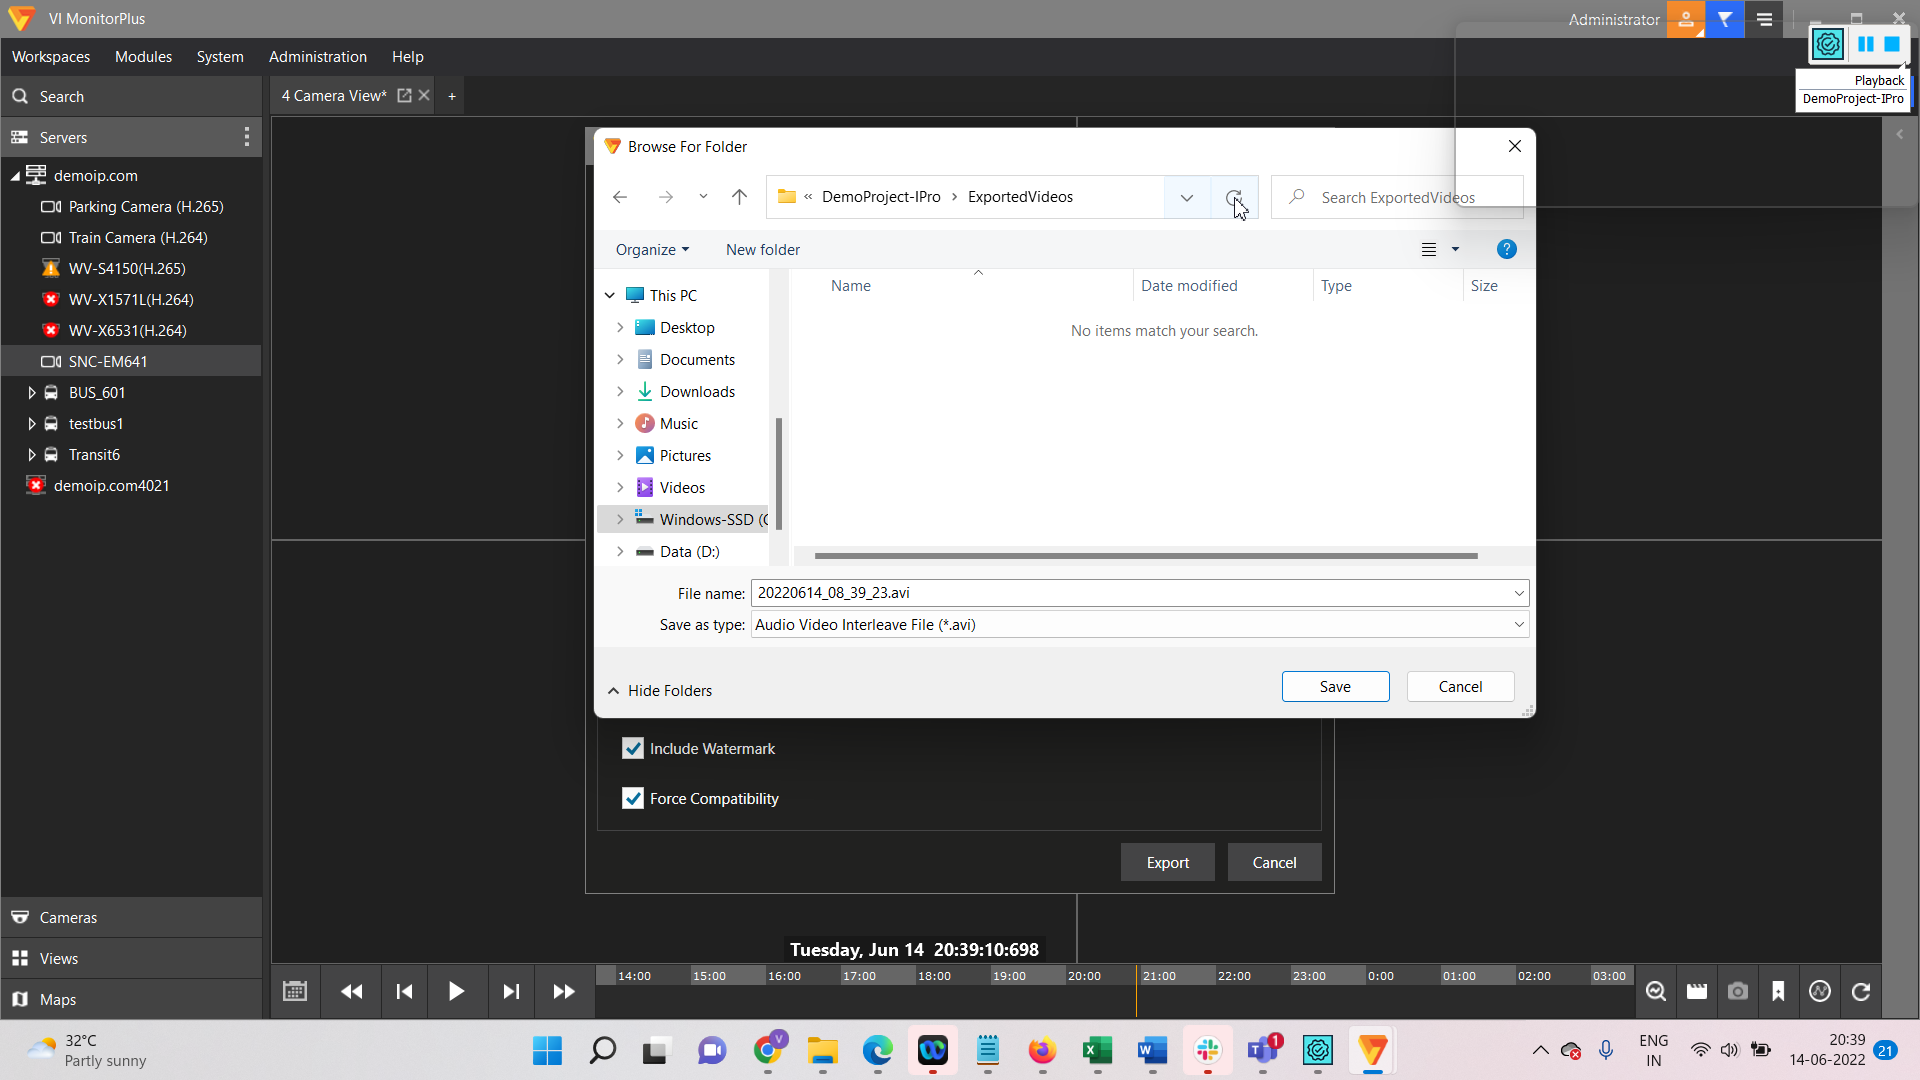 VI MonitorPlus
Administrator
Workspaces Modules System Administration Help
Playback
DemoProject-IPro
Search
4 Camera View* +
Servers
demoip.com
Parking Camera (H.265)
Train Camera (H.264)
WV-S4150(H.265)
WV-X1571L(H.264)
WV-X6531(H.264)
SNC-EM641
BUS_601
testbus1
Transit6
demoip.com4021
Cameras
Views
Maps
Browse For Folder
« DemoProject-IPro > ExportedVideos
Search ExportedVideos
Organize New folder
?
Name Date modified Type Size
No items match your search.
This PC
Desktop
Documents
Downloads
Music
Pictures
Videos
Windows-SSD (C
Data (D:)
File name: 20220614_08_39_23.avi
Save as type: Audio Video Interleave File (*.avi)
Hide Folders
Save Cancel
Include Watermark
Force Compatibility
Export Cancel
Tuesday, Jun 14 20:39:10:698
14:00 15:00 16:00 17:00 18:00 19:00 20:00 21:00 22:00 23:00 0:00 01:00 02:00 03:00
32°C
Partly sunny
V
1
ENG
IN
20:39
14-06-2022
21